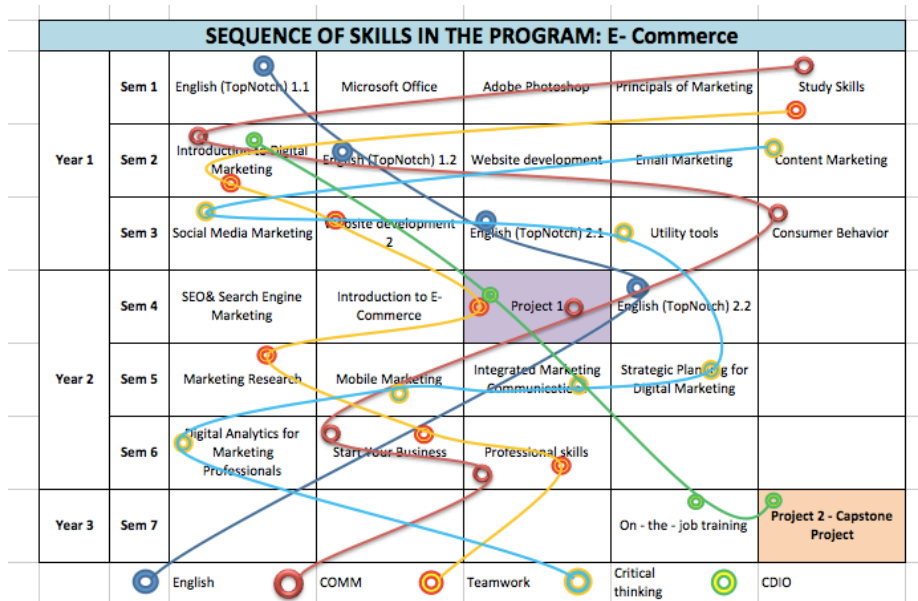 SEQUENCE OF SKILLS IN THE PROGRAM: E- Commerce
Sem 1
English (TopNotch) 1.1
Microsoft Office
Adobe Photoshop
Principals of Marketing
Study Skills
Year 1
Sem 2
Introduction to Digital
Marketing
English (TopNotch) 1.2
Website development
Email Marketing
Content Marketing
Sem 3
Social Media Marketing
Website development
2
English (TopNotch) 2.1
Utility tools
Consumer Behavior
Sem 4
SEO& Search Engine
Marketing
Introduction to E-
Commerce
Project 1
English (TopNotch) 2.2
Year 2
Sem 5
Marketing Research
Mobile Marketing
Integrated Marketing
Communication
Strategic Planning for
Digital Marketing
Sem 6
Digital Analytics for
Marketing
Professionals
Start Your Business
Professional skills
Year 3
Sem 7
On - the - job training
Project 2 - Capstone
Project
English
COMM
Teamwork
Critical
thinking
CDIO